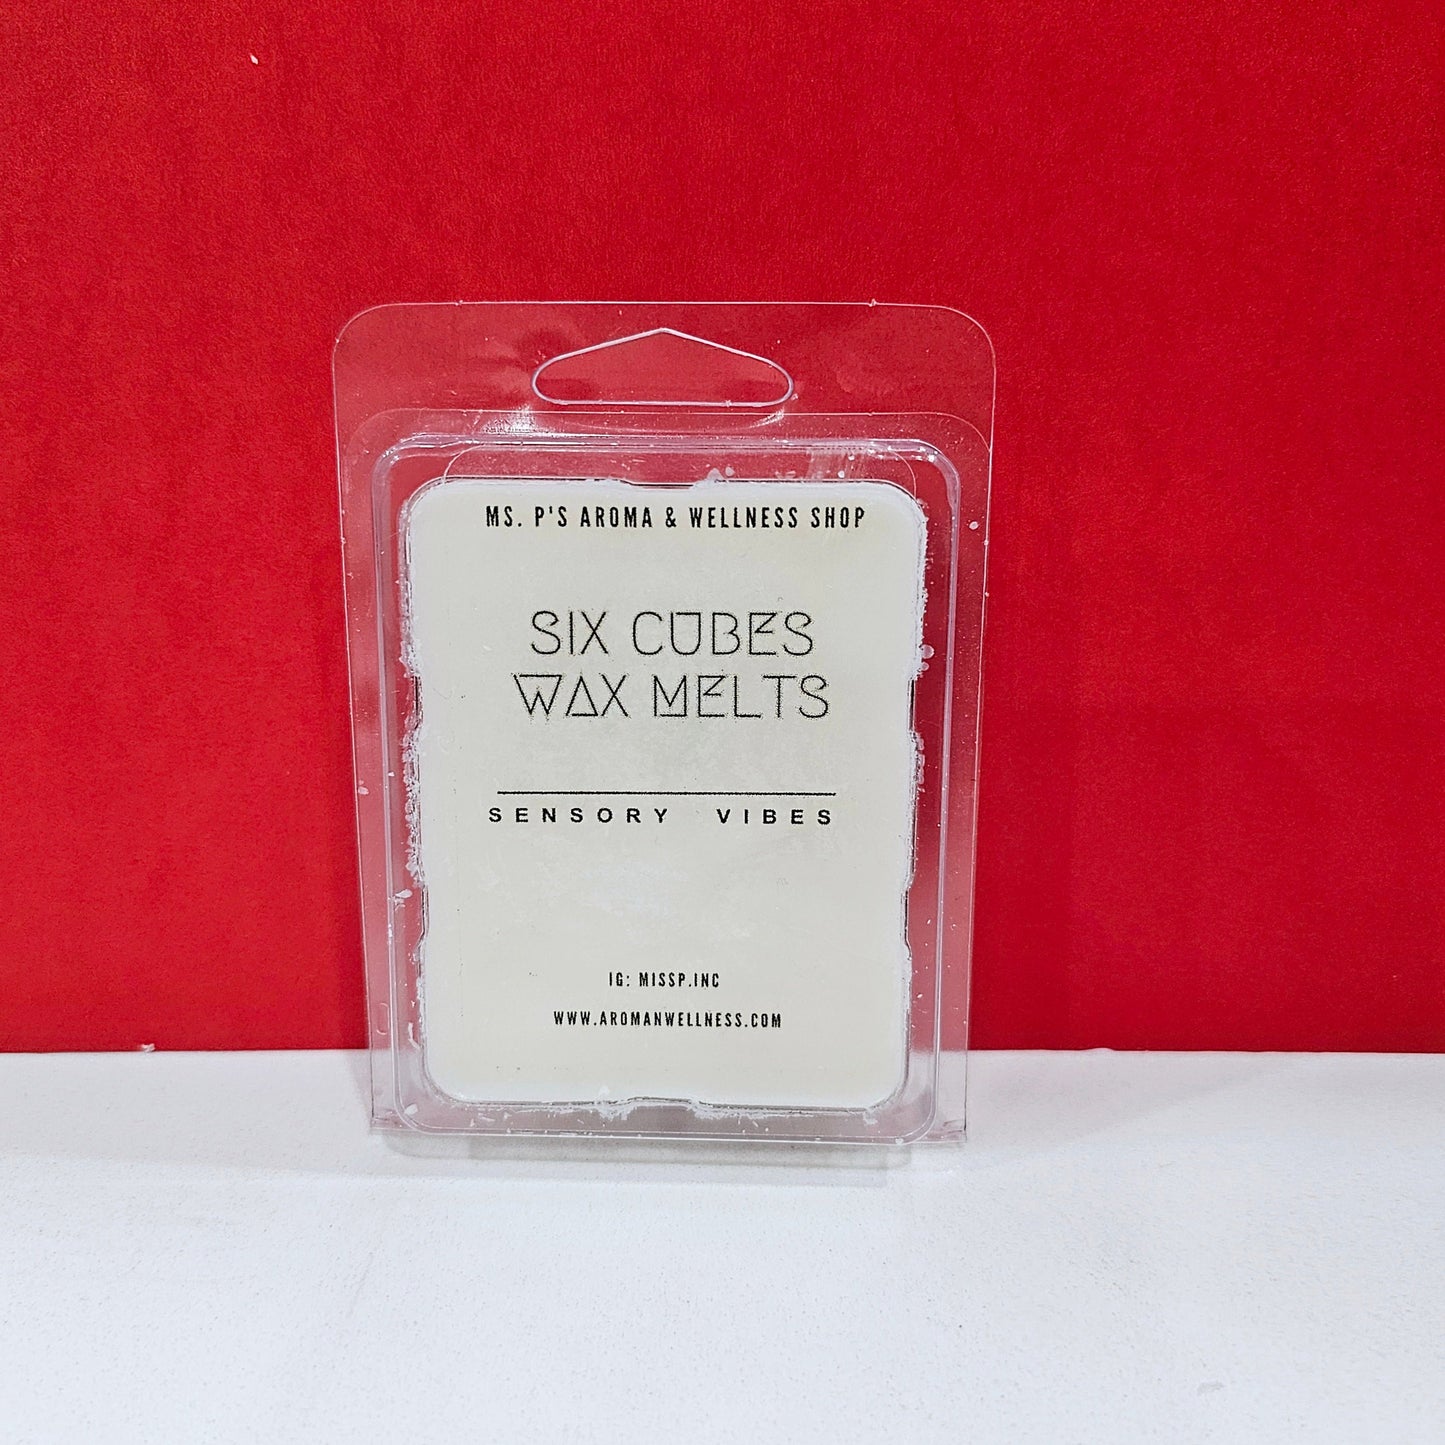 MS. P'S AROMA & WELLNESS SHOP
SIX CUBES
WAX MELTS
SENSORY VIBES
IG: MISSP.INC
WWW.AROMANWELLNESS.COM